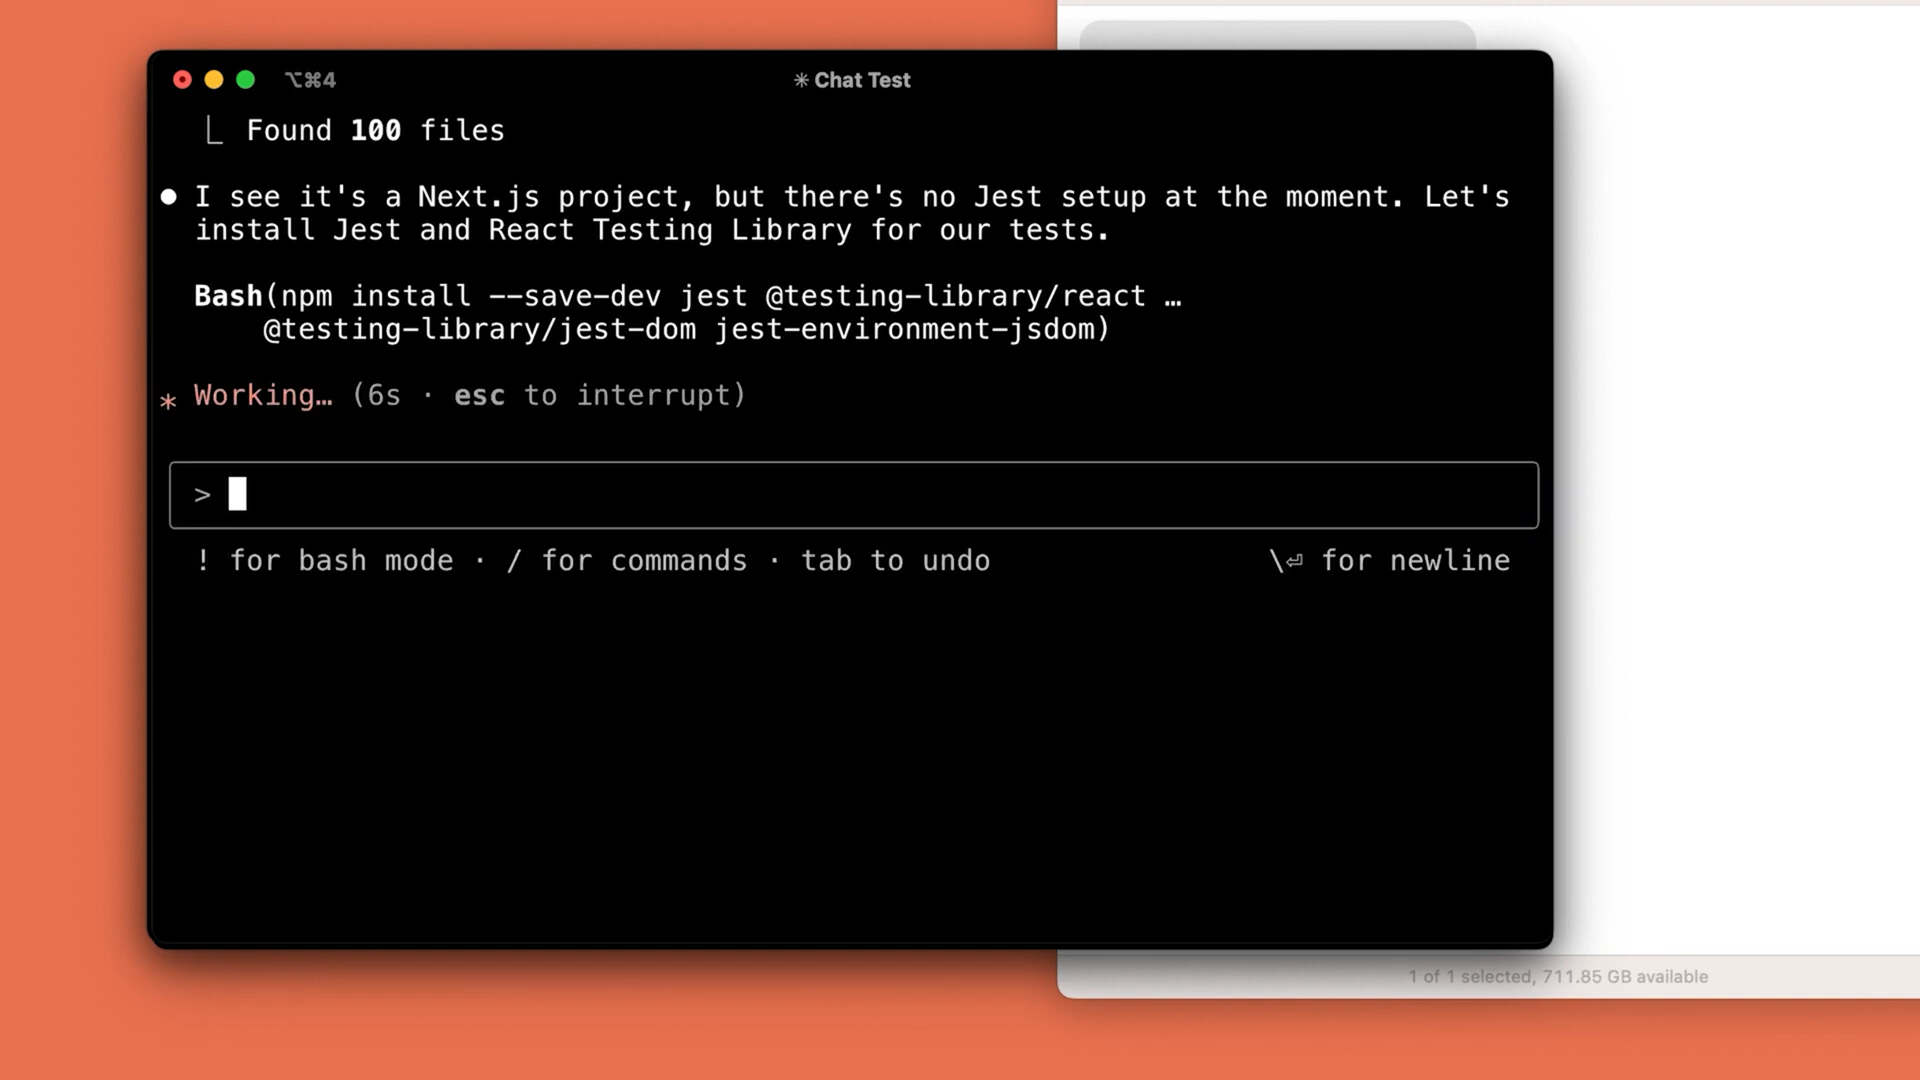 ⌥⌘4
✳ Chat Test
⎿ Found 100 files
● I see it's a Next.js project, but there's no Jest setup at the moment. Let's
install Jest and React Testing Library for our tests.
Bash(npm install --save-dev jest @testing-library/react …
@testing-library/jest-dom jest-environment-jsdom)
* Working… (6s · esc to interrupt)
>
! for bash mode · / for commands · tab to undo
\⏎ for newline
1 of 1 selected, 711.85 GB available